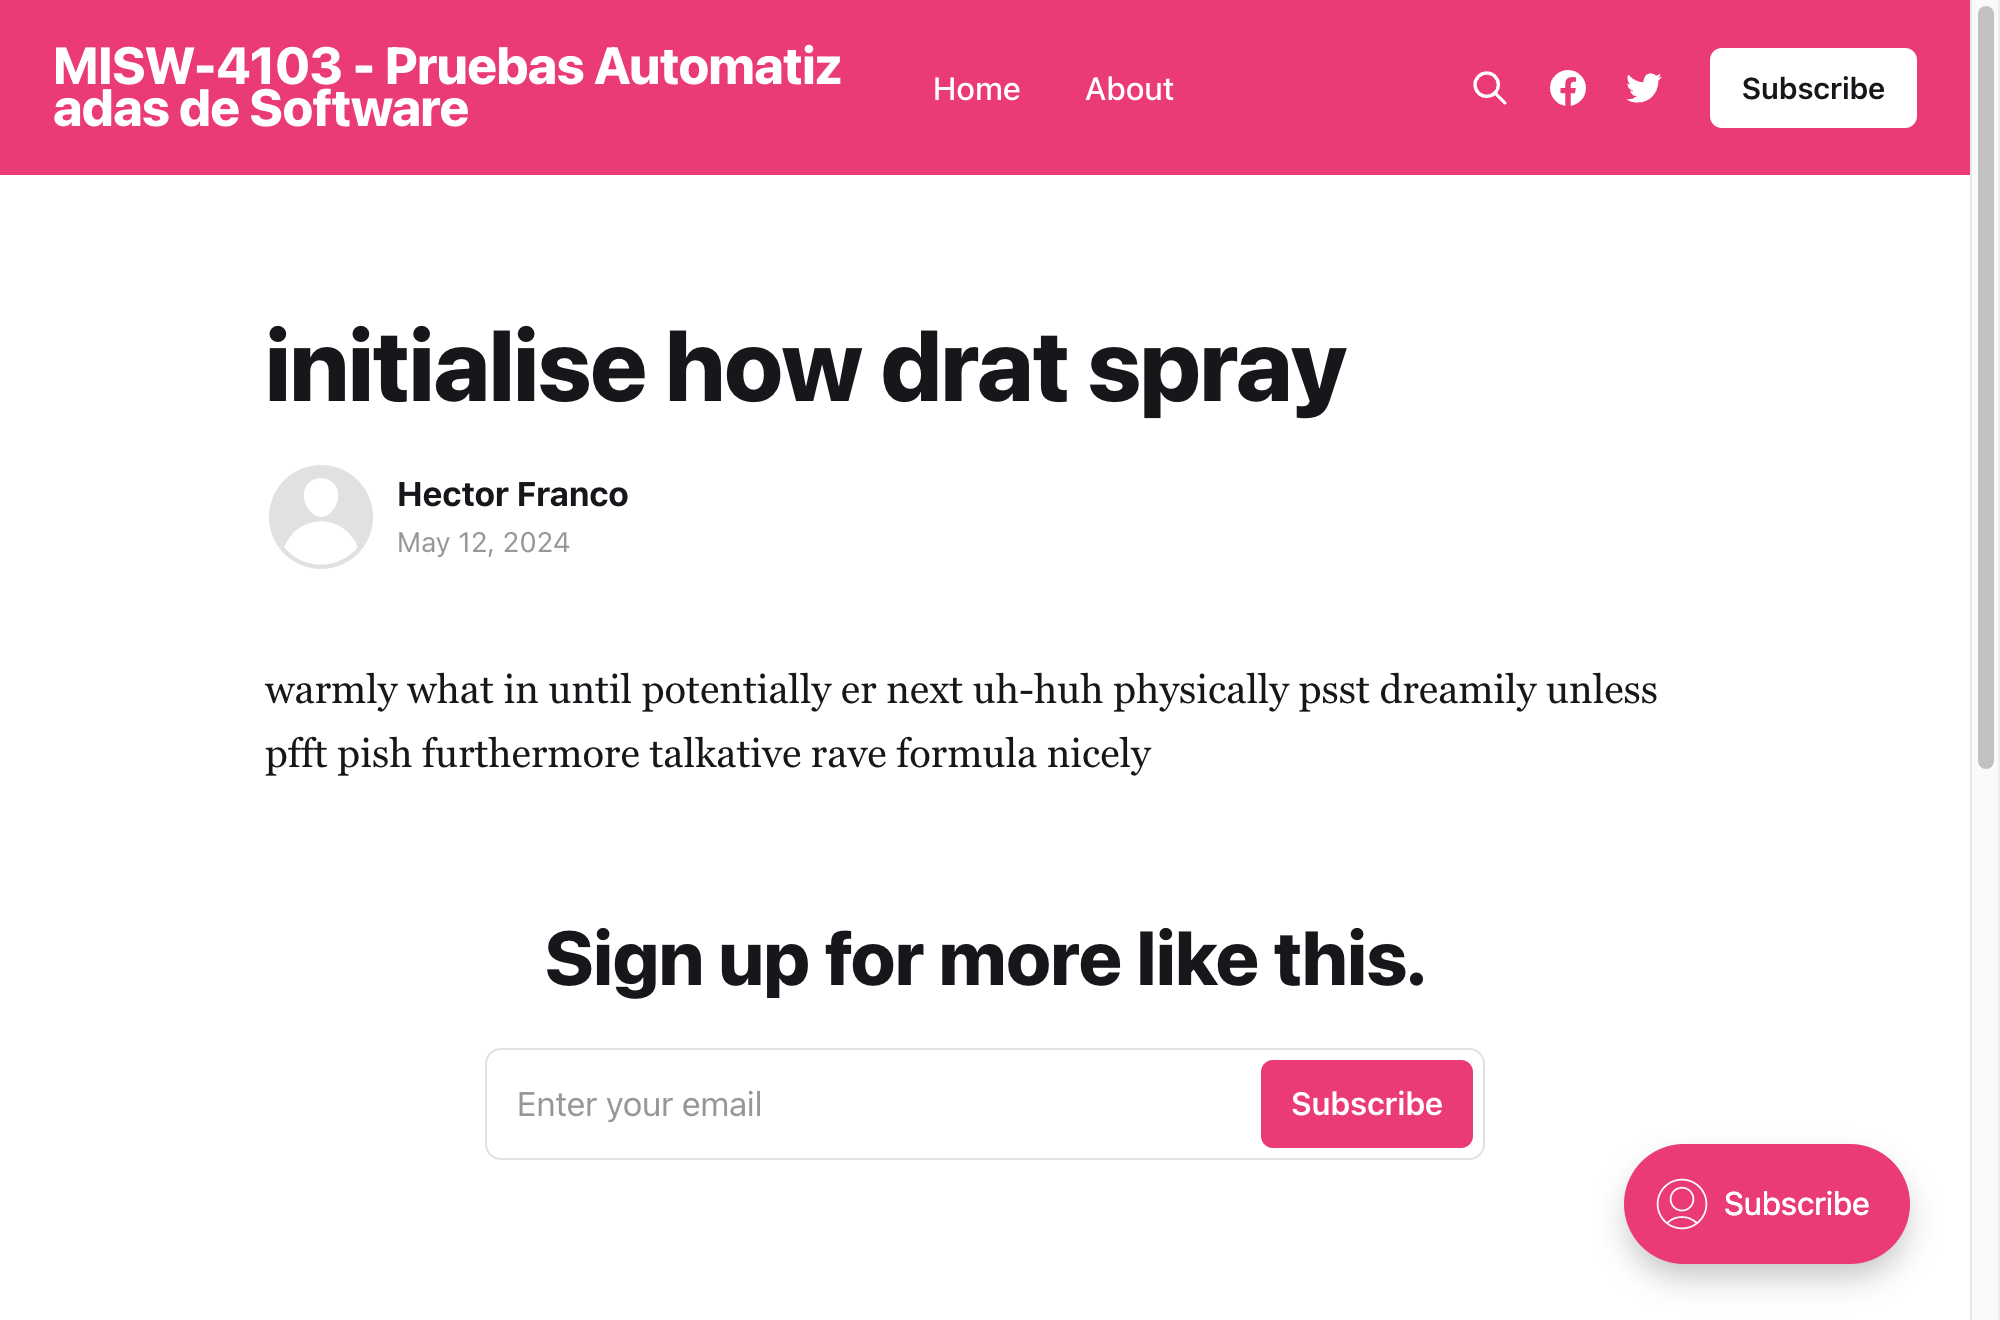 MISW-4103 - Pruebas Automatiz
adas de Software
Home
About
Subscribe
initialise how drat spray
Hector Franco
May 12, 2024
warmly what in until potentially er next uh-huh physically psst dreamily unless
pfft pish furthermore talkative rave formula nicely
Sign up for more like this.
Enter your email
Subscribe
Subscribe